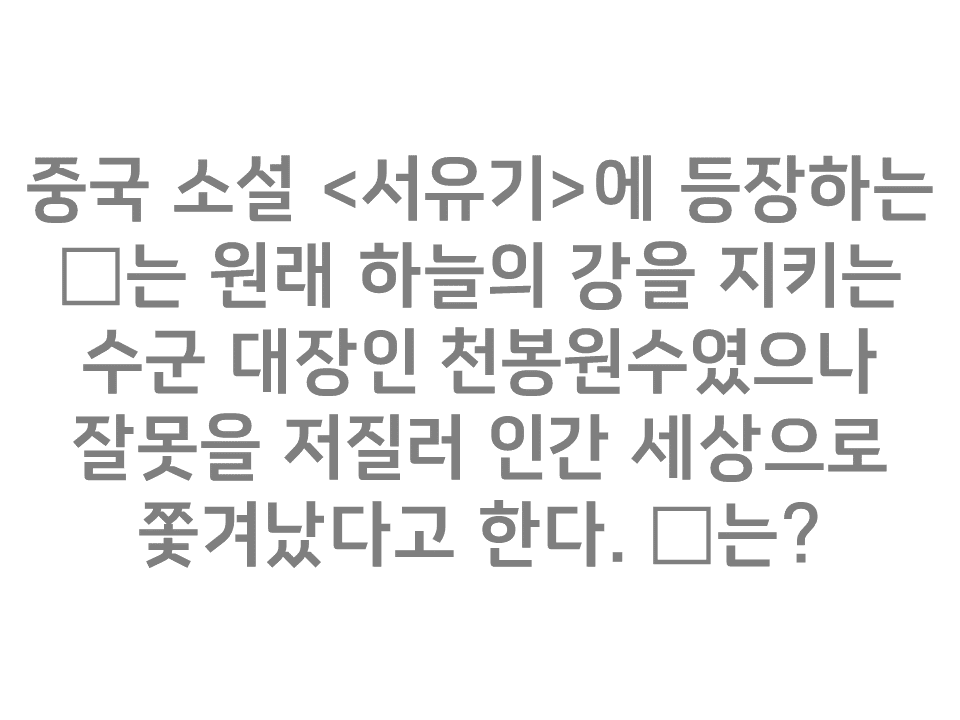 중국 소설 <서유기>에 등장하는
□는 원래 하늘의 강을 지키는
수군 대장인 천봉원수였으나
잘못을 저질러 인간 세상으로
쫓겨났다고 한다. □는?